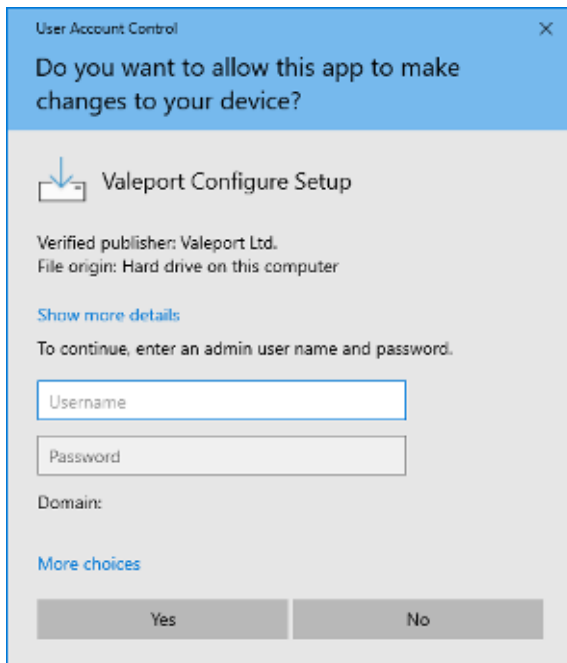 User Account Control
Do you want to allow this app to make
changes to your device?
Valeport Configure Setup
Verified publisher: Valeport Ltd.
File origin: Hard drive on this computer
Show more details
To continue, enter an admin user name and password.
Username
Password
Domain:
More choices
Yes
No